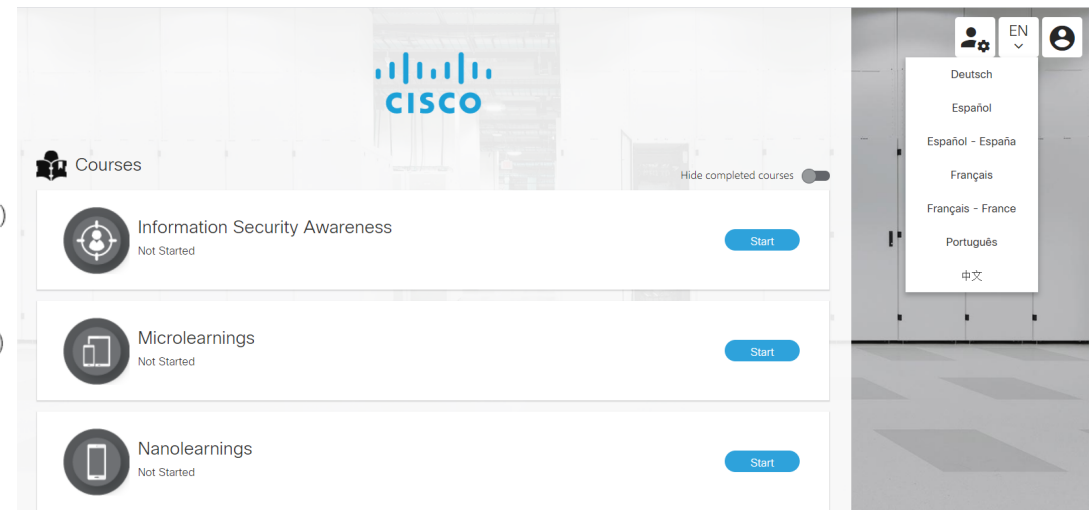 EN
CISCO
Deutsch
Español
Español - España
Français
Français - France
Português
中文
Courses
Hide completed courses
Information Security Awareness
Not Started
Start
Microlearnings
Not Started
Start
Nanolearnings
Not Started
Start
)
)